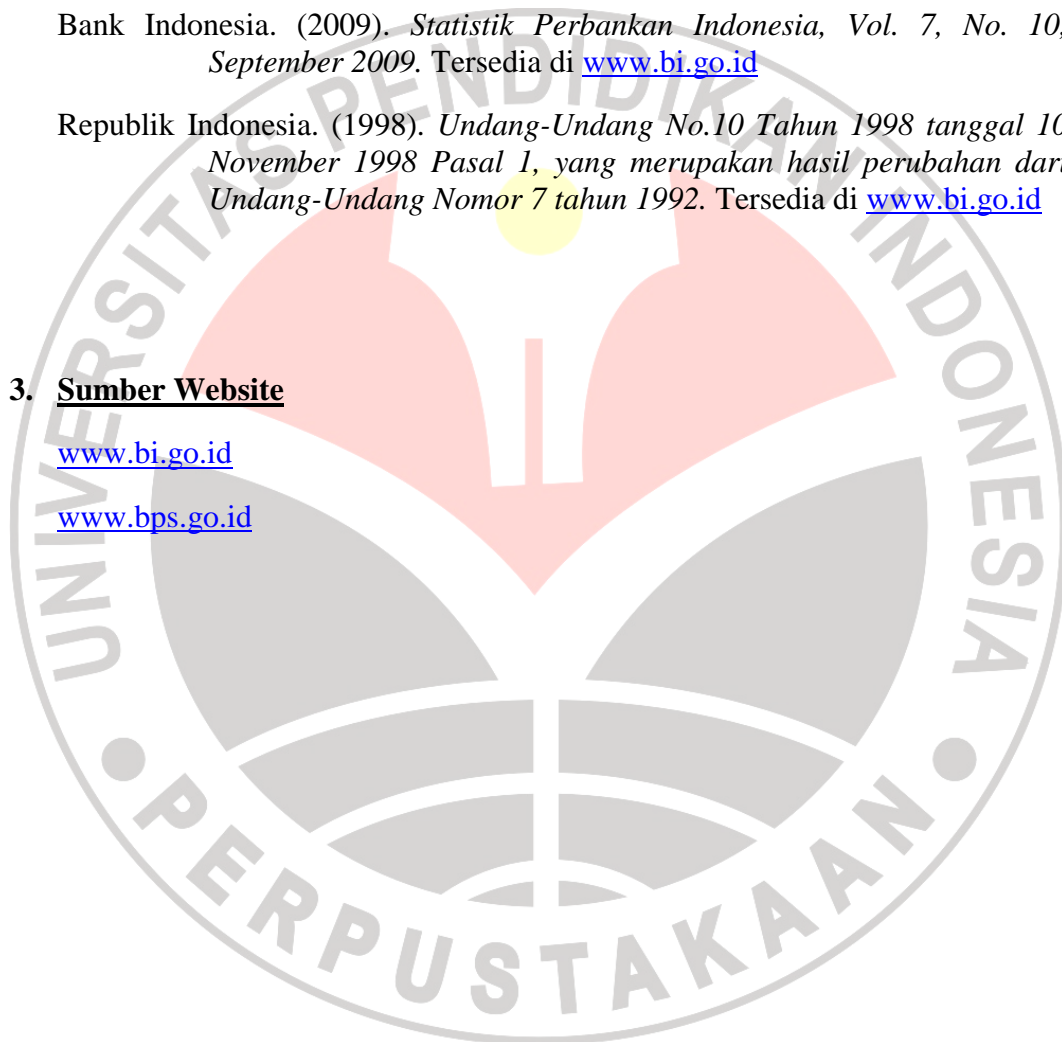 Bank Indonesia. (2009). Statistik Perbankan Indonesia, Vol. 7, No. 10,
September 2009. Tersedia di www.bi.go.id
Republik Indonesia. (1998). Undang-Undang No.10 Tahun 1998 tanggal 10
November 1998 Pasal 1, yang merupakan hasil perubahan dari
Undang-Undang Nomor 7 tahun 1992. Tersedia di www.bi.go.id
3. Sumber Website
www.bi.go.id
www.bps.go.id
UNIVERSITAS PENDIDIKAN INDONESIA
PERPUSTAKAAN